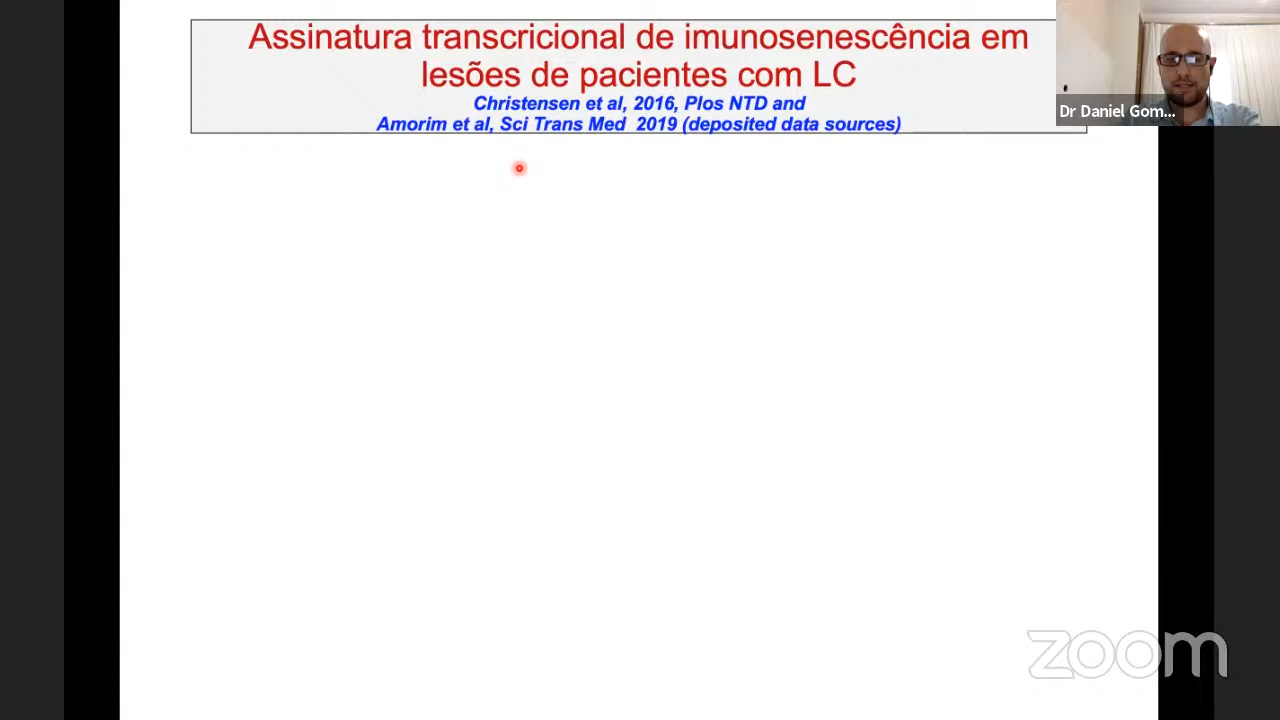 Assinatura transcricional de imunosenescência em
lesões de pacientes com LC
Christensen et al, 2016, Plos NTD and
Amorim et al, Sci Trans Med 2019 (deposited data sources)
Dr Daniel Gom...
zoom